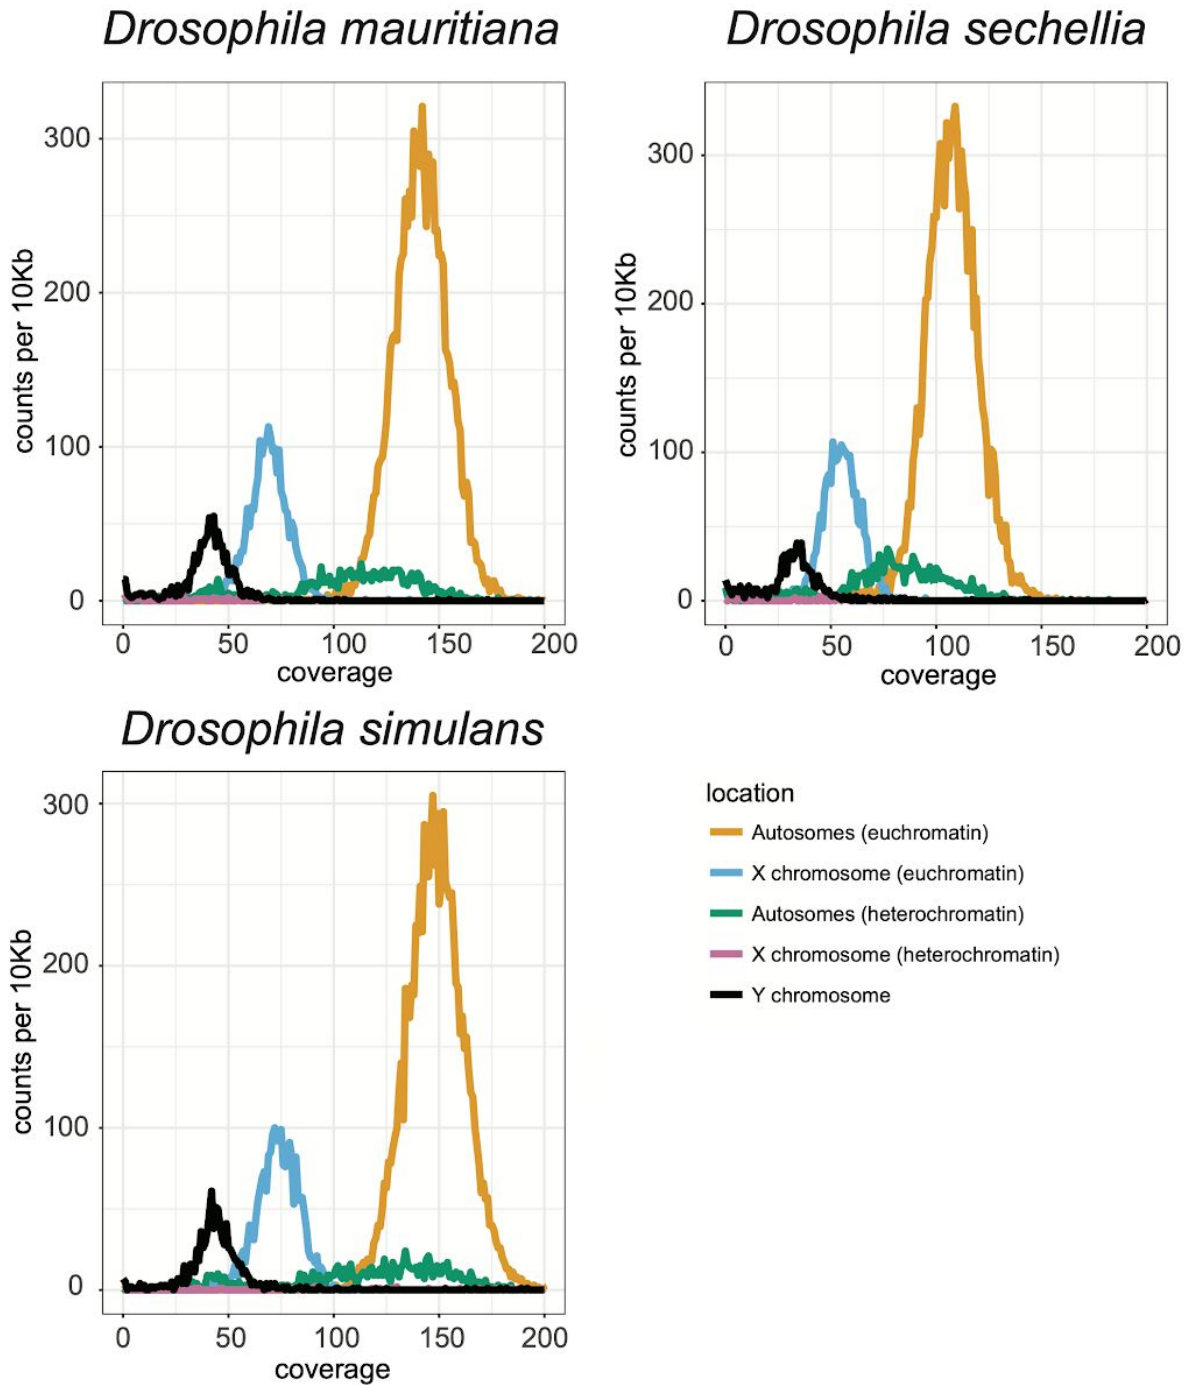 Drosophila mauritiana
300
200
100
0
counts per 10Kb
0 50 100 150 200
coverage
Drosophila sechellia
300
200
100
0
counts per 10Kb
0 50 100 150 200
coverage
Drosophila simulans
300
200
100
0
counts per 10Kb
0 50 100 150 200
coverage
location
Autosomes (euchromatin)
X chromosome (euchromatin)
Autosomes (heterochromatin)
X chromosome (heterochromatin)
Y chromosome